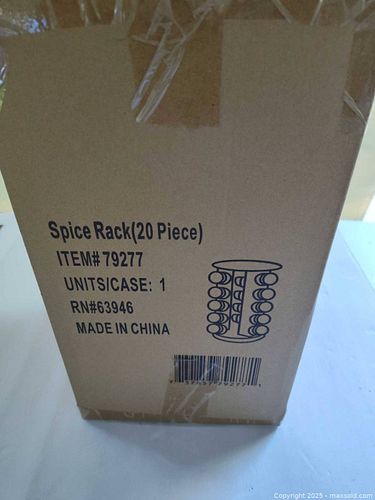 Spice Rack(20 Piece)
ITEM# 79277
UNITS/CASE: 1
RN#63946
MADE IN CHINA
Copyright 2025 - maxsold.com